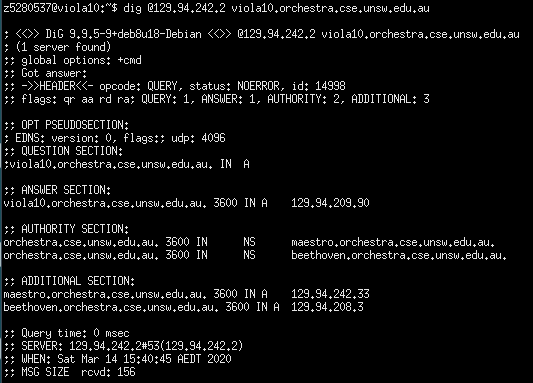 z5280537@viola10:~$ dig @129.94.242.2 viola10.orchestra.cse.unsw.edu.au
; <<>> DiG 9.9.5-9+deb8u18-Debian <<>> @129.94.242.2 viola10.orchestra.cse.unsw.edu.au
; (1 server found)
;; global options: +cmd
;; Got answer:
;; ->>HEADER<<- opcode: QUERY, status: NOERROR, id: 14998
;; flags: qr aa rd ra; QUERY: 1, ANSWER: 1, AUTHORITY: 2, ADDITIONAL: 3
;; OPT PSEUDOSECTION:
; EDNS: version: 0, flags:; udp: 4096
;; QUESTION SECTION:
;viola10.orchestra.cse.unsw.edu.au. IN A
;; ANSWER SECTION:
viola10.orchestra.cse.unsw.edu.au. 3600 IN A 129.94.209.90
;; AUTHORITY SECTION:
orchestra.cse.unsw.edu.au. 3600 IN NS maestro.orchestra.cse.unsw.edu.au.
orchestra.cse.unsw.edu.au. 3600 IN NS beethoven.orchestra.cse.unsw.edu.au.
;; ADDITIONAL SECTION:
maestro.orchestra.cse.unsw.edu.au. 3600 IN A 129.94.242.33
beethoven.orchestra.cse.unsw.edu.au. 3600 IN A 129.94.208.3
;; Query time: 0 msec
;; SERVER: 129.94.242.2#53(129.94.242.2)
;; WHEN: Sat Mar 14 15:40:45 AEDT 2020
;; MSG SIZE rcvd: 156